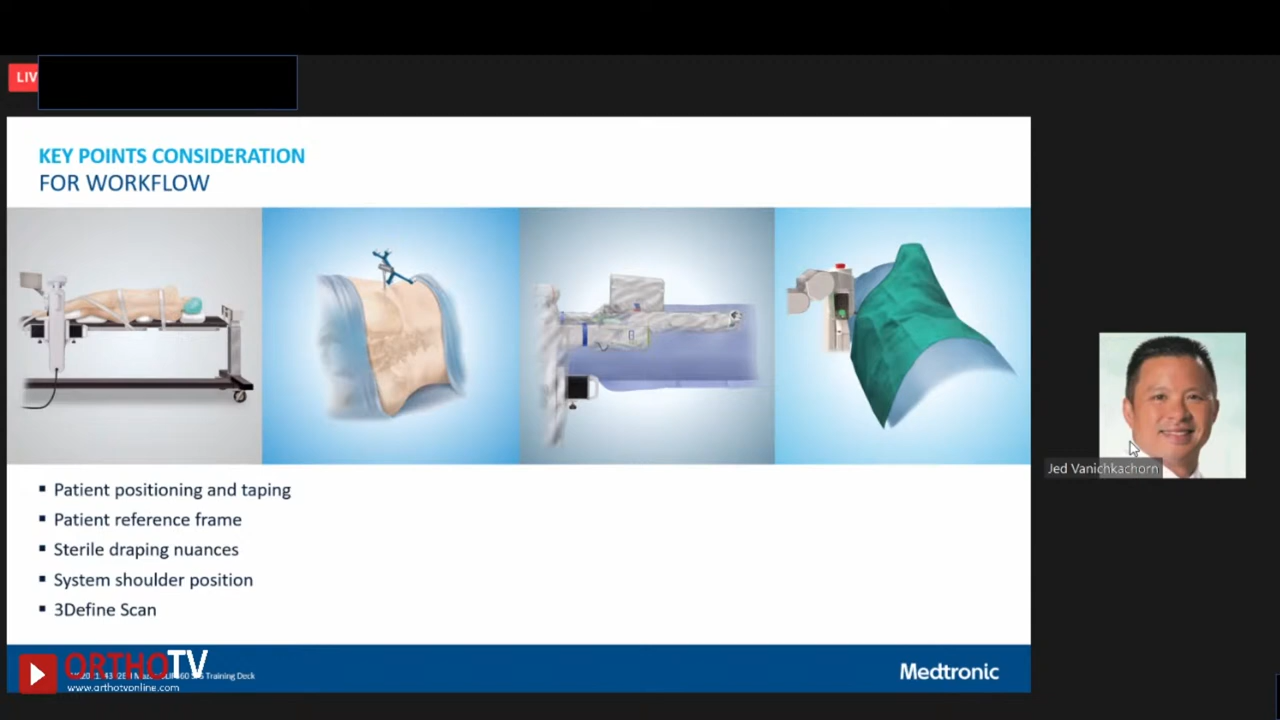 LIV
KEY POINTS CONSIDERATION
FOR WORKFLOW
Jed Vanichkachorn
▪ Patient positioning and taping
▪ Patient reference frame
▪ Sterile draping nuances
▪ System shoulder position
▪ 3Define Scan
ORTHOTV
Training Deck
www.orthotvonline.com
Medtronic